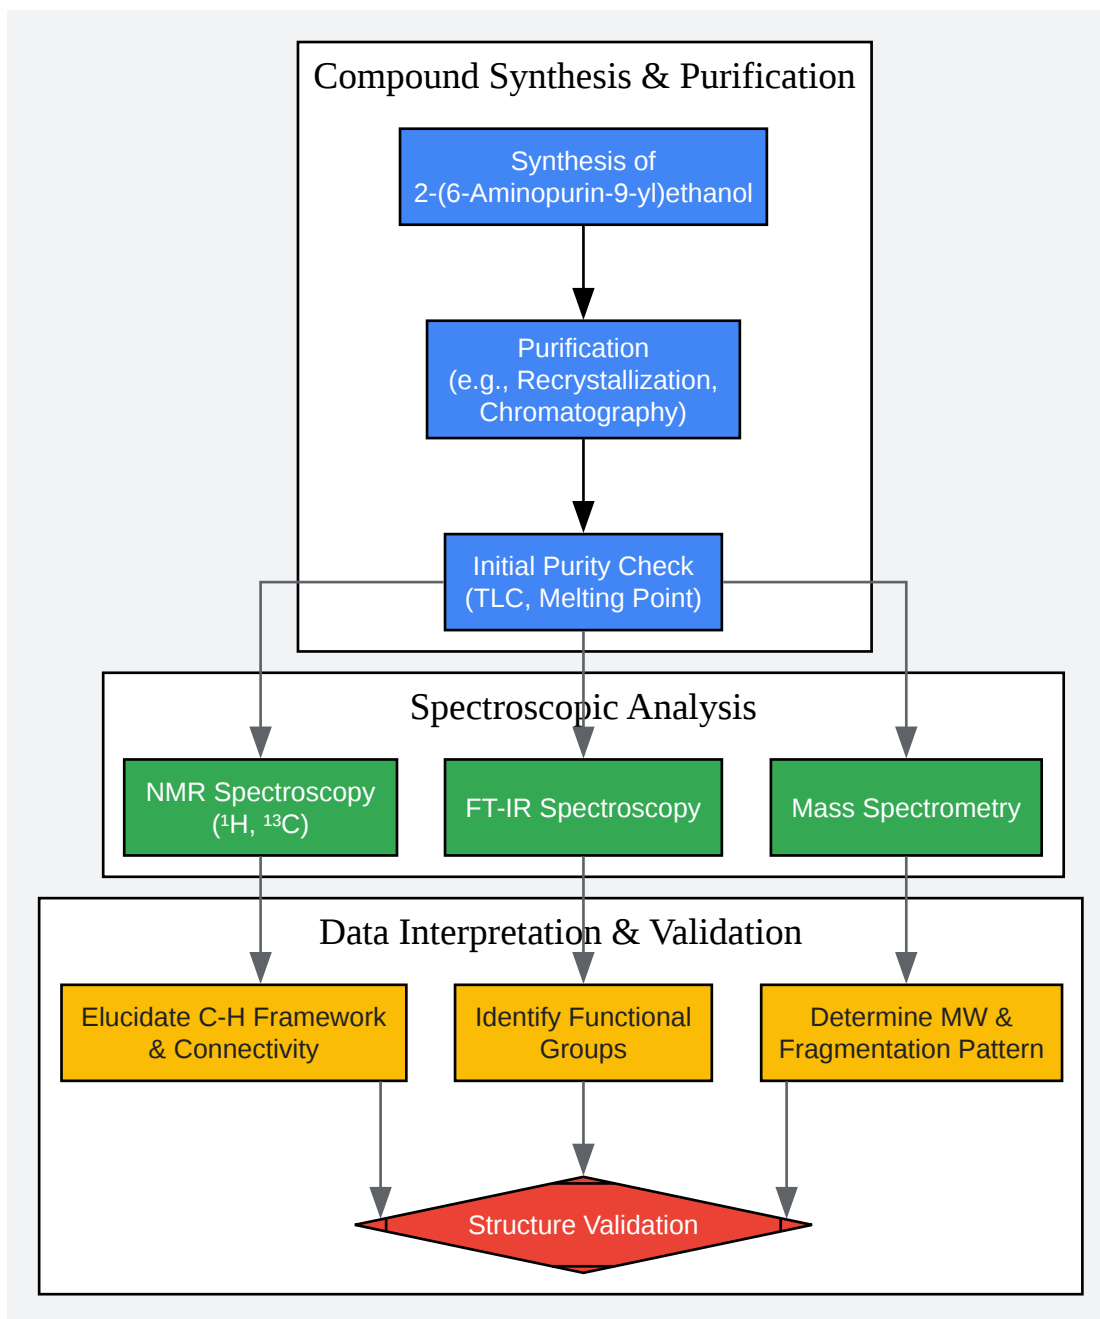 Compound Synthesis & Purification
Synthesis of
2-(6-Aminopurin-9-yl)ethanol
Purification
(e.g., Recrystallization,
Chromatography)
Initial Purity Check
(TLC, Melting Point)
Spectroscopic Analysis
NMR Spectroscopy
(¹H, ¹³C)
FT-IR Spectroscopy
Mass Spectrometry
Data Interpretation & Validation
Elucidate C-H Framework
& Connectivity
Identify Functional
Groups
Determine MW &
Fragmentation Pattern
Structure Validation